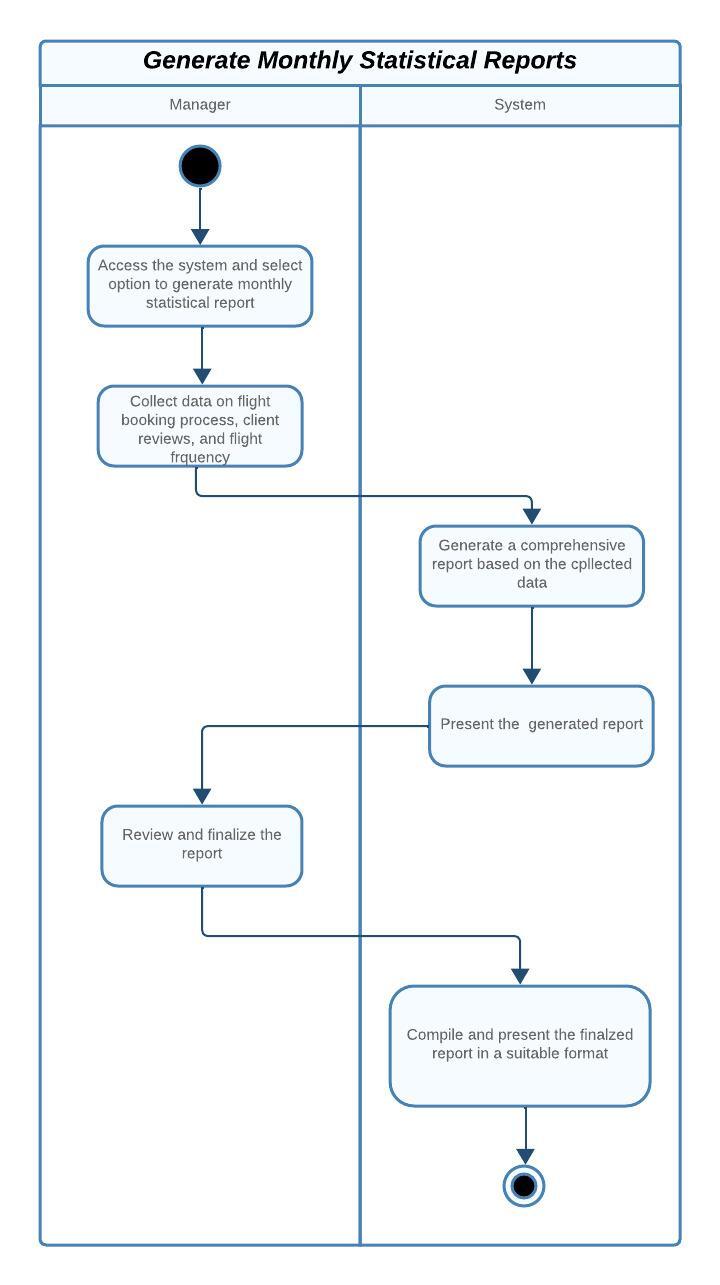 Generate Monthly Statistical Reports
Manager
System
Access the system and select
option to generate monthly
statistical report
Collect data on flight
booking process, client
reviews, and flight
frquency
Generate a comprehensive
report based on the cpllected
data
Present the  generated report
Review and finalize the
report
Compile and present the finalzed
report in a suitable format